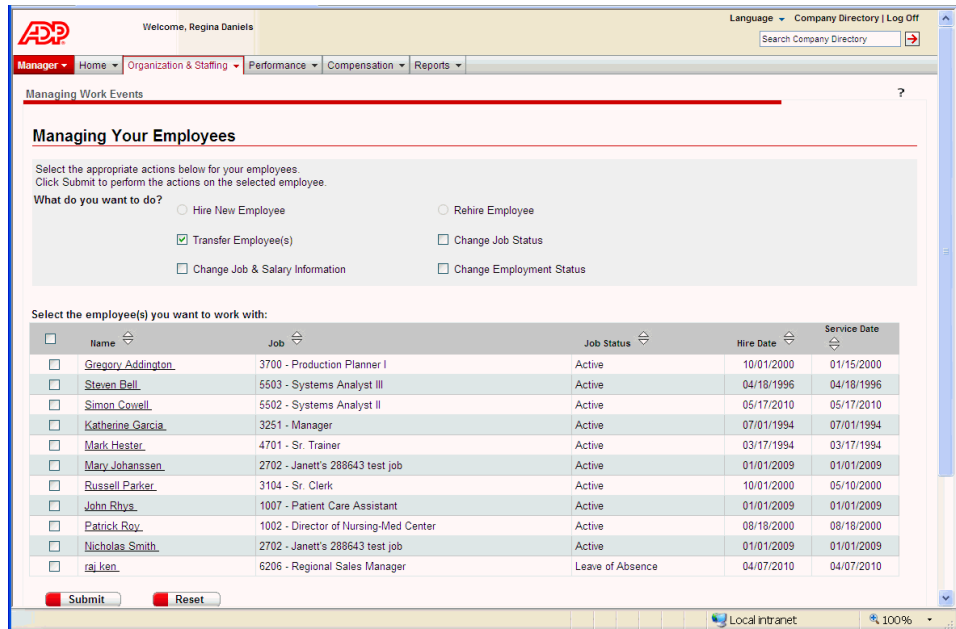 Language Company Directory | Log Off
ADP
Welcome, Regina Daniels
Search Company Directory
Manager Home Organization & Staffing Performance Compensation Reports
Managing Work Events ?
Managing Your Employees
Select the appropriate actions below for your employees.
Click Submit to perform the actions on the selected employee.
What do you want to do?
Hire New Employee Rehire Employee
Transfer Employee(s) Change Job Status
Change Job & Salary Information Change Employment Status
Select the employee(s) you want to work with:
Name Job Job Status Hire Date Service Date
Gregory Addington 3700 - Production Planner I Active 10/01/2000 01/15/2000
Steven Bell 5503 - Systems Analyst III Active 04/18/1996 04/18/1996
Simon Cowell 5502 - Systems Analyst II Active 05/17/2010 05/17/2010
Katherine Garcia 3251 - Manager Active 07/01/1994 07/01/1994
Mark Hester 4701 - Sr. Trainer Active 03/17/1994 03/17/1994
Mary Johanssen 2702 - Janett's 288643 test job Active 01/01/2009 01/01/2009
Russell Parker 3104 - Sr. Clerk Active 10/01/2000 05/10/2000
John Rhys 1007 - Patient Care Assistant Active 01/01/2009 01/01/2009
Patrick Roy 1002 - Director of Nursing-Med Center Active 08/18/2000 08/18/2000
Nicholas Smith 2702 - Janett's 288643 test job Active 01/01/2009 01/01/2009
raj ken 6206 - Regional Sales Manager Leave of Absence 04/07/2010 04/07/2010
Submit Reset
Local intranet 100%